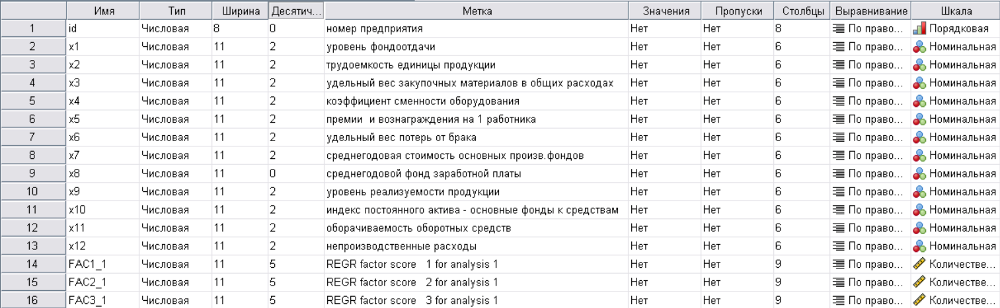 Имя Тип Ширина Десятич... Метка Значения Пропуски Столбцы Выравнивание Шкала
1 id Числовая 8 0 номер предприятия Нет Нет 8 По право... Порядковая
2 x1 Числовая 11 2 уровень фондоотдачи Нет Нет 6 По право... Номинальная
3 x2 Числовая 11 2 трудоемкость единицы продукции Нет Нет 6 По право... Номинальная
4 x3 Числовая 11 2 удельный вес закупочных материалов в общих расходах Нет Нет 6 По право... Номинальная
5 x4 Числовая 11 2 коэффициент сменности оборудования Нет Нет 6 По право... Номинальная
6 x5 Числовая 11 2 премии и вознаграждения на 1 работника Нет Нет 6 По право... Номинальная
7 x6 Числовая 11 2 удельный вес потерь от брака Нет Нет 6 По право... Номинальная
8 x7 Числовая 11 2 среднегодовая стоимость основных произв.фондов Нет Нет 6 По право... Номинальная
9 x8 Числовая 11 0 среднегодовой фонд заработной платы Нет Нет 6 По право... Номинальная
10 x9 Числовая 11 2 уровень реализуемости продукции Нет Нет 6 По право... Номинальная
11 x10 Числовая 11 2 индекс постоянного актива - основные фонды к средствам Нет Нет 6 По право... Номинальная
12 x11 Числовая 11 2 оборачиваемость оборотных средств Нет Нет 6 По право... Номинальная
13 x12 Числовая 11 2 непроизводственные расходы Нет Нет 6 По право... Номинальная
14 FAC1_1 Числовая 11 5 REGR factor score 1 for analysis 1 Нет Нет 9 По право... Количестве...
15 FAC2_1 Числовая 11 5 REGR factor score 2 for analysis 1 Нет Нет 9 По право... Количестве...
16 FAC3_1 Числовая 11 5 REGR factor score 3 for analysis 1 Нет Нет 9 По право... Количестве...